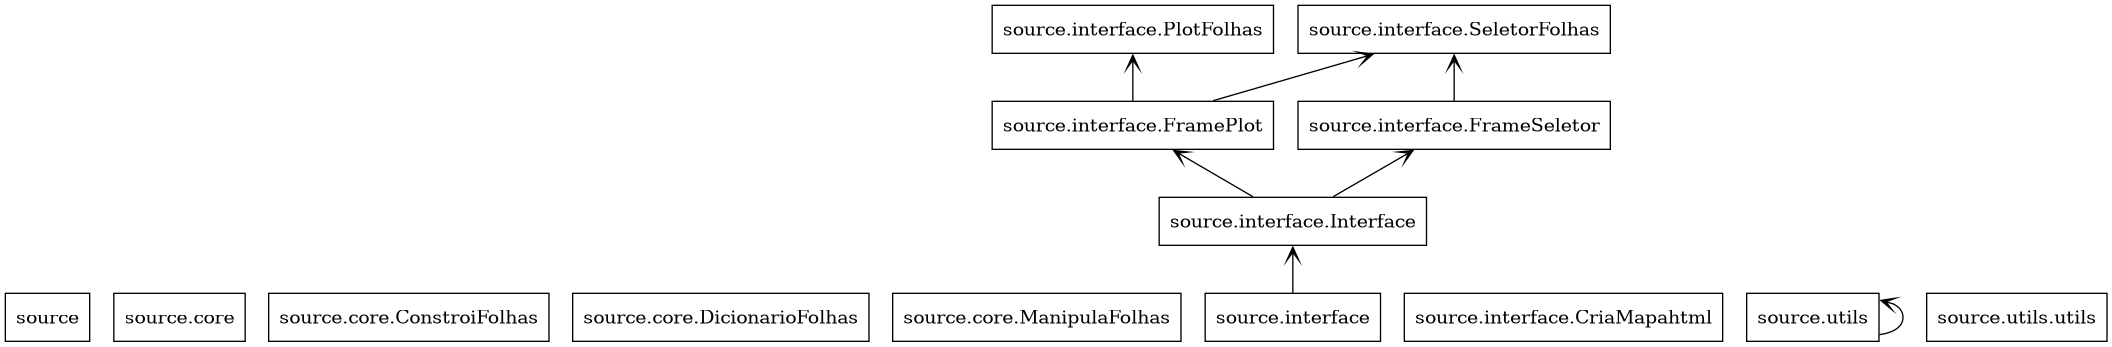 source.interface.PlotFolhas
source.interface.SeletorFolhas
source.interface.FramePlot
source.interface.FrameSeletor
source.interface.Interface
source
source.core
source.core.ConstroiFolhas
source.core.DicionarioFolhas
source.core.ManipulaFolhas
source.interface
source.interface.CriaMapahtml
source.utils
source.utils.utils